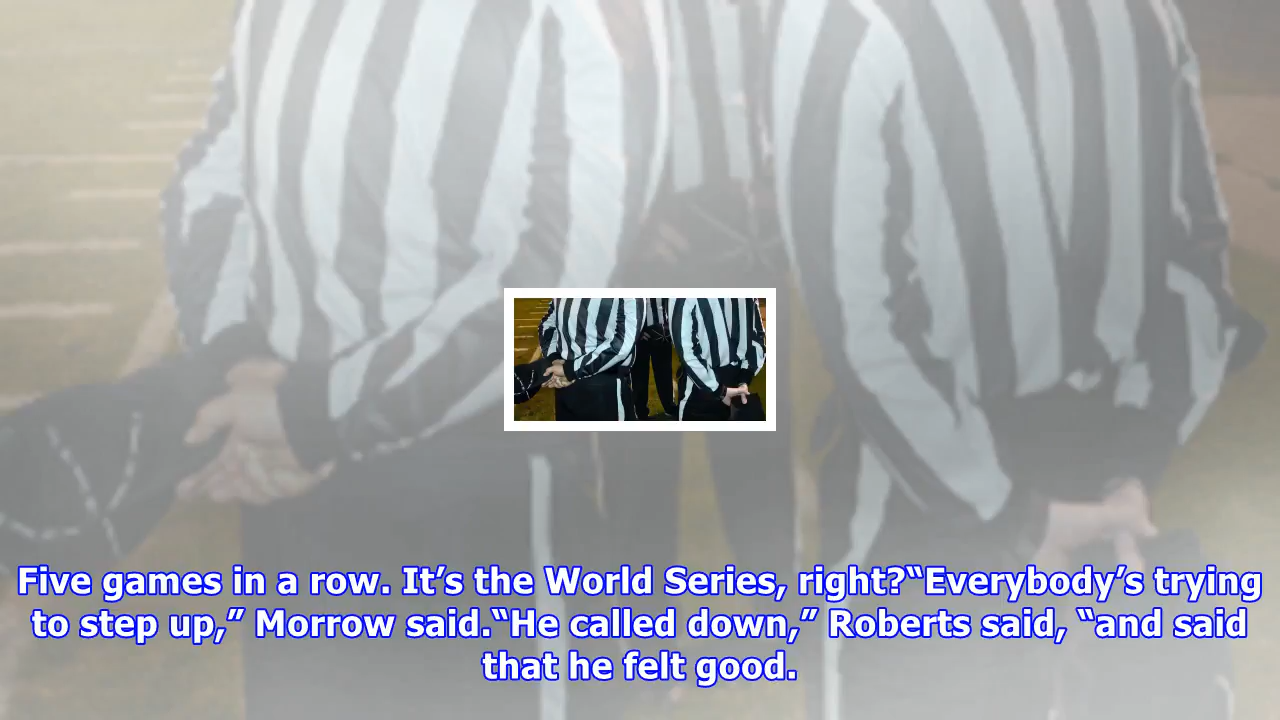 Five games in a row. It’s the World Series, right?“Everybody’s trying
to step up,” Morrow said.“He called down,” Roberts said, “and said
that he felt good.